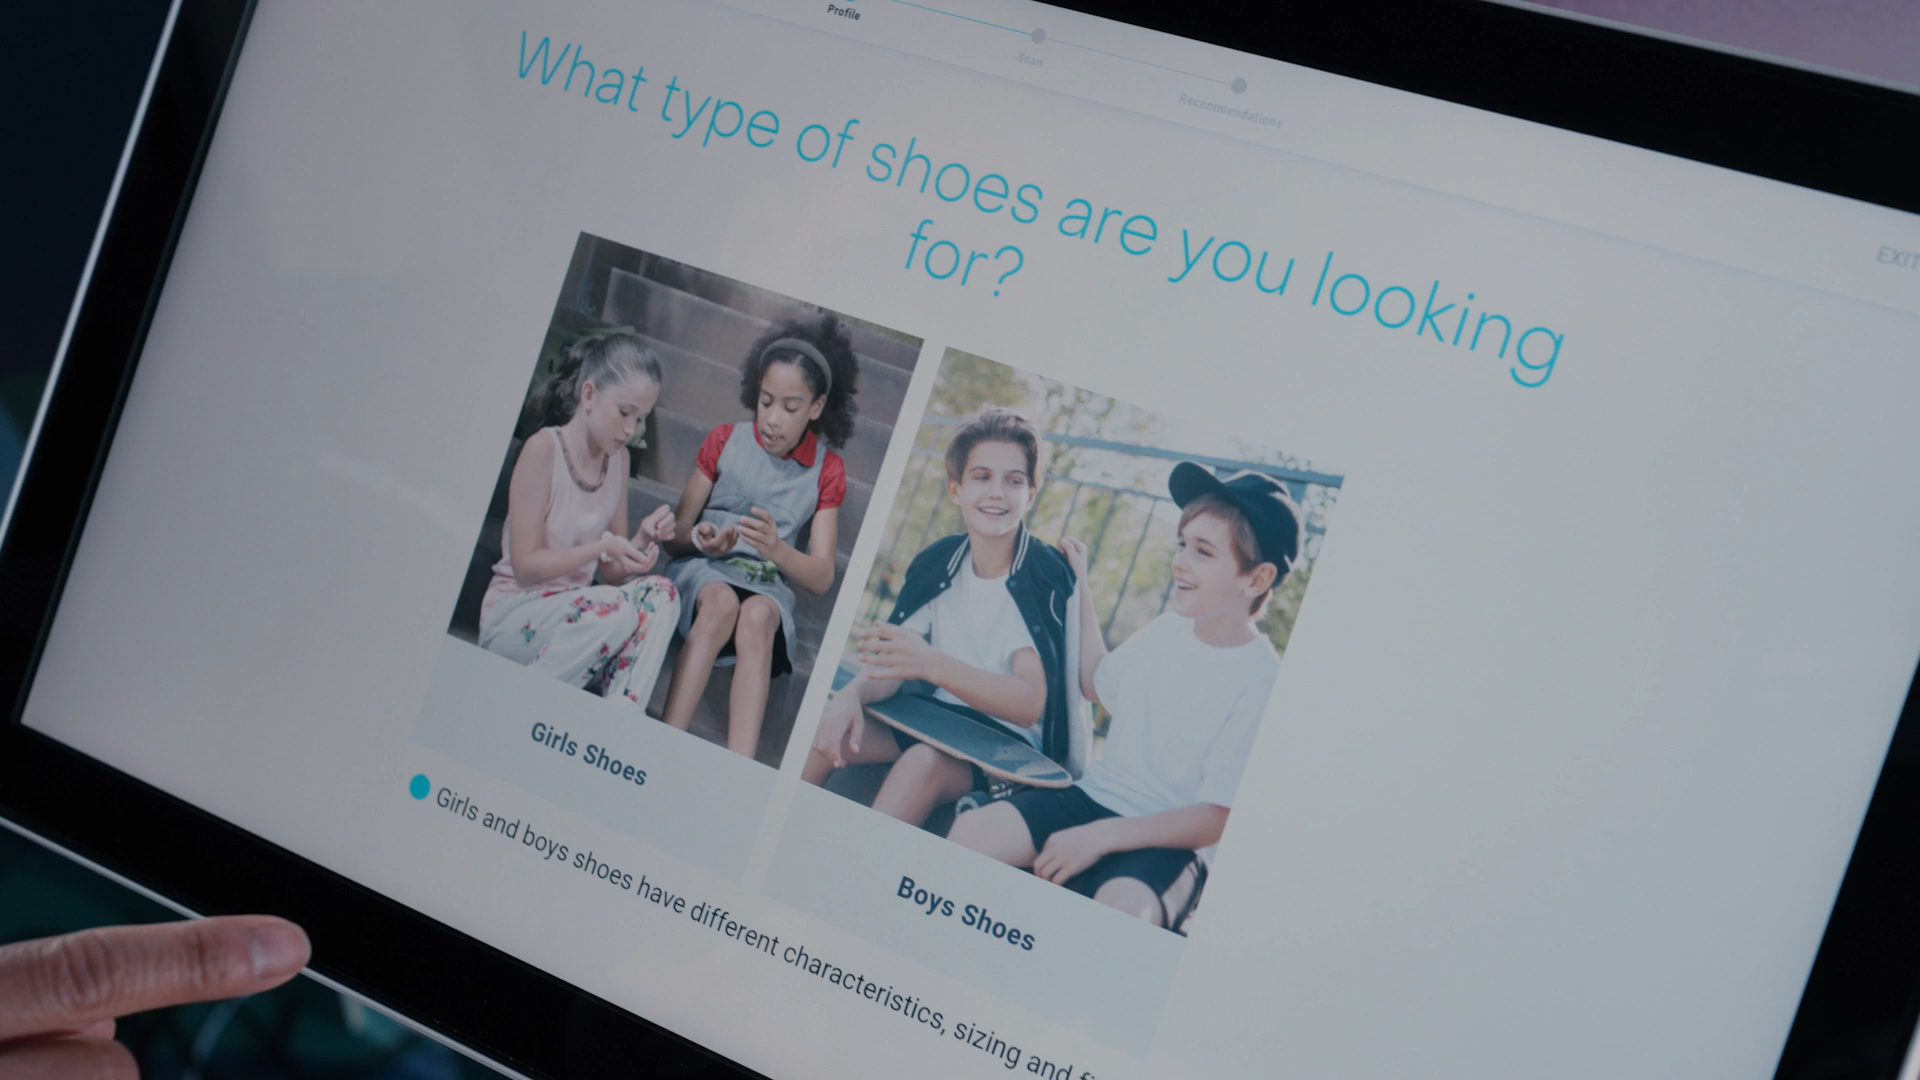 Profile
Scan
Recommendations
EXIT
What type of shoes are you looking
for?
Girls Shoes
Boys Shoes
Girls and boys shoes have different characteristics, sizing and